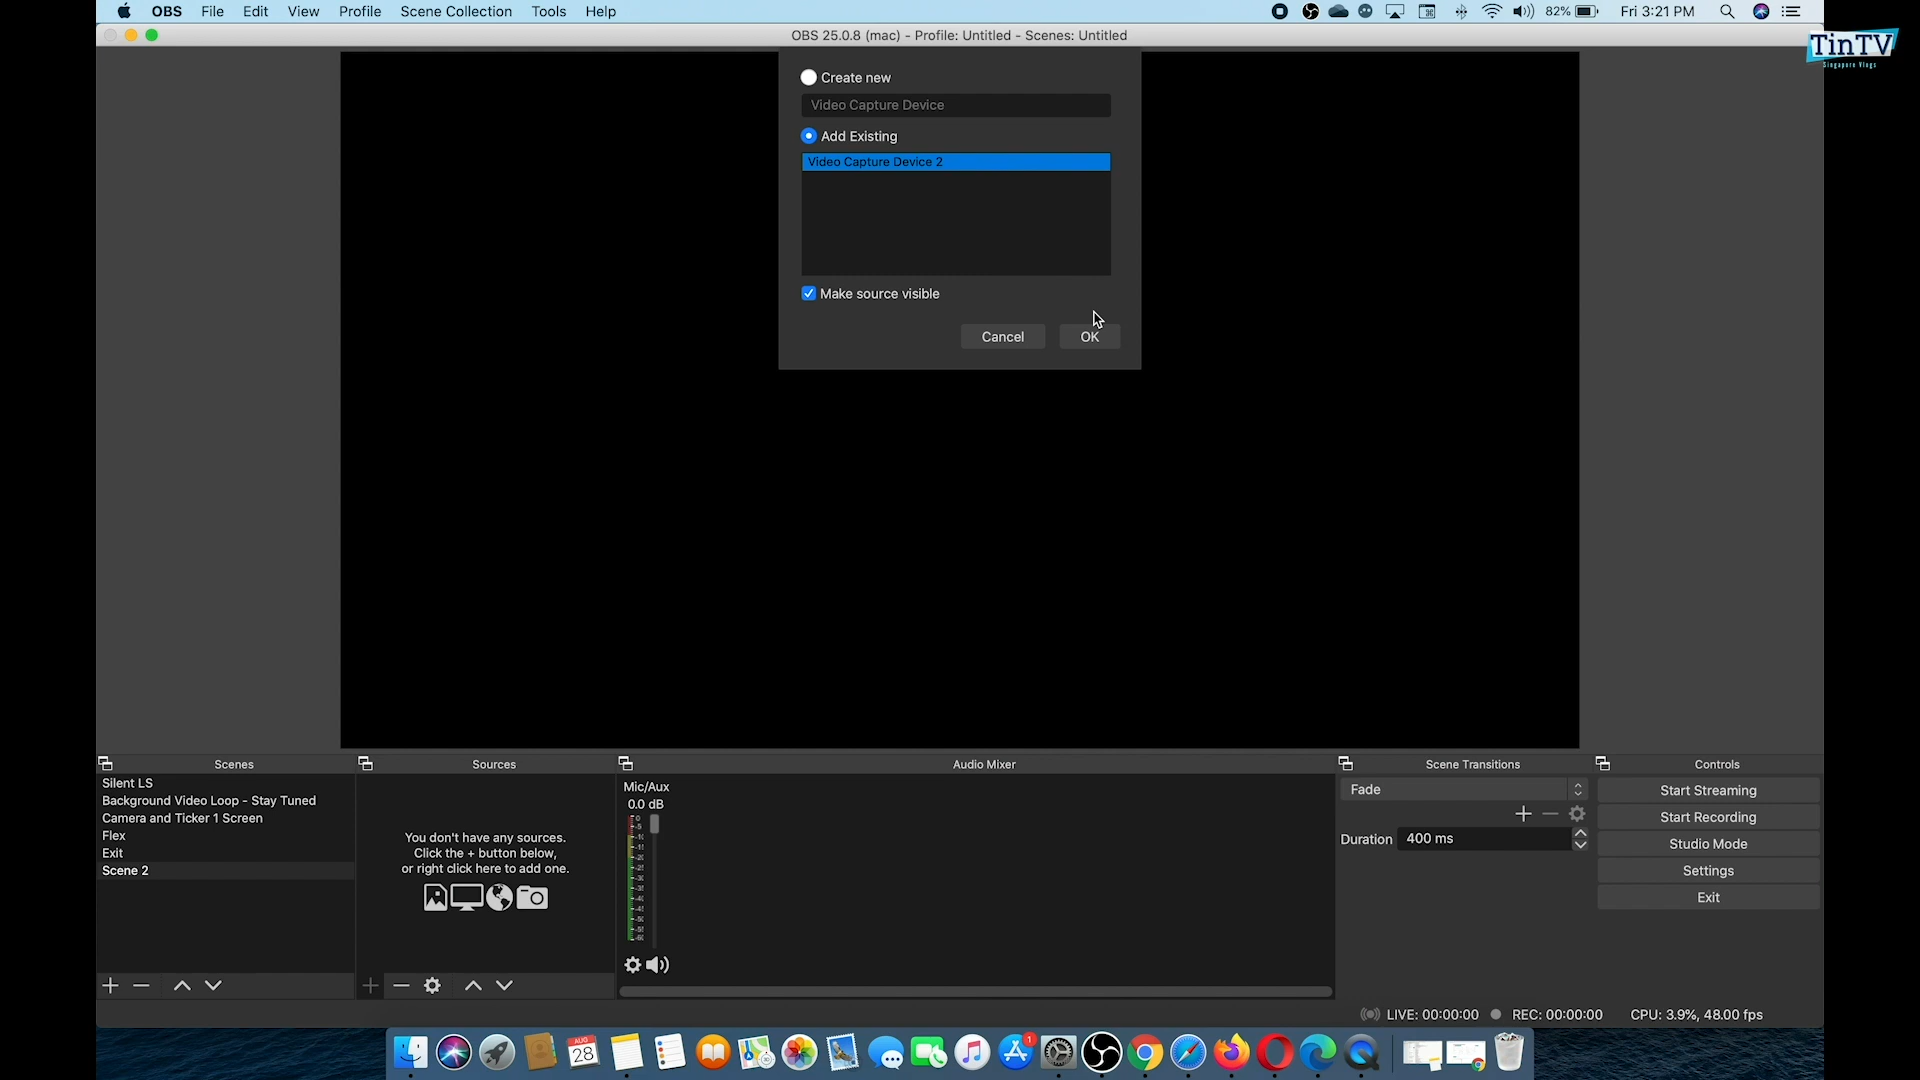 OBS File Edit View Profile Scene Collection Tools Help 82% Fri 3:21 PM
OBS 25.0.8 (mac) - Profile: Untitled - Scenes: Untitled
TinTV
Singapore Vlogs
Create new
Video Capture Device
Add Existing
Video Capture Device 2
Make source visible
Cancel OK
Scenes Sources Audio Mixer Scene Transitions Controls
Silent LS
Background Video Loop - Stay Tuned
Camera and Ticker 1 Screen
Flex
Exit
Scene 2
You don't have any sources.
Click the + button below,
or right click here to add one.
Mic/Aux
0.0 dB
Fade
Duration 400 ms
Start Streaming
Start Recording
Studio Mode
Settings
Exit
LIVE: 00:00:00 REC: 00:00:00 CPU: 3.9%, 48.00 fps
AUG
28
1